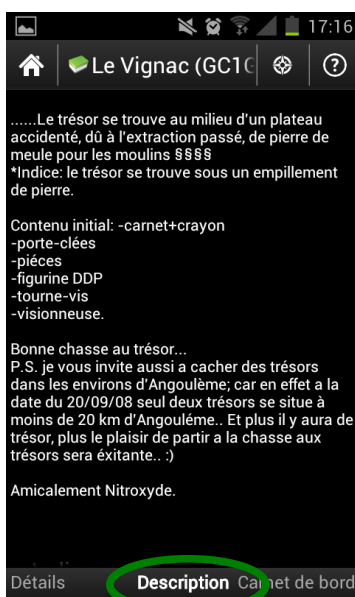 17:16
Le Vignac (GC1G
......Le trésor se trouve au milieu d'un plateau
accidenté, dû à l'extraction passé, de pierre de
meule pour les moulins §§§§
*Indice: le trésor se trouve sous un empillement
de pierre.
Contenu initial: -carnet+crayon
-porte-clées
-piéces
-figurine DDP
-tourne-vis
-visionneuse.
Bonne chasse au trésor...
P.S. je vous invite aussi a cacher des trésors
dans les environs d'Angoulème; car en effet a la
date du 20/09/08 seul deux trésors se situe à
moins de 20 km d'Angouléme.. Et plus il y aura de
trésor, plus le plaisir de partir a la chasse aux
trésors sera éxitante.. :)
Amicalement Nitroxyde.
Détails Description Carnet de bord